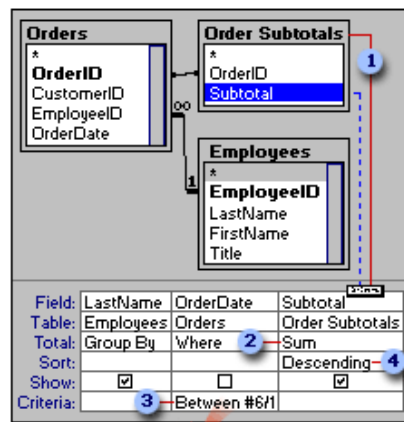 Orders
*
OrderID
CustomerID
EmployeeID
OrderDate
Order Subtotals
*
OrderID
Subtotal
1
∞
1
Employees
*
EmployeeID
LastName
FirstName
Title
Field: LastName OrderDate Subtotal
Table: Employees Orders Order Subtotals
Total: Group By Where 2 Sum
Sort: Descending 4
Show:
Criteria: 3 Between #6/1